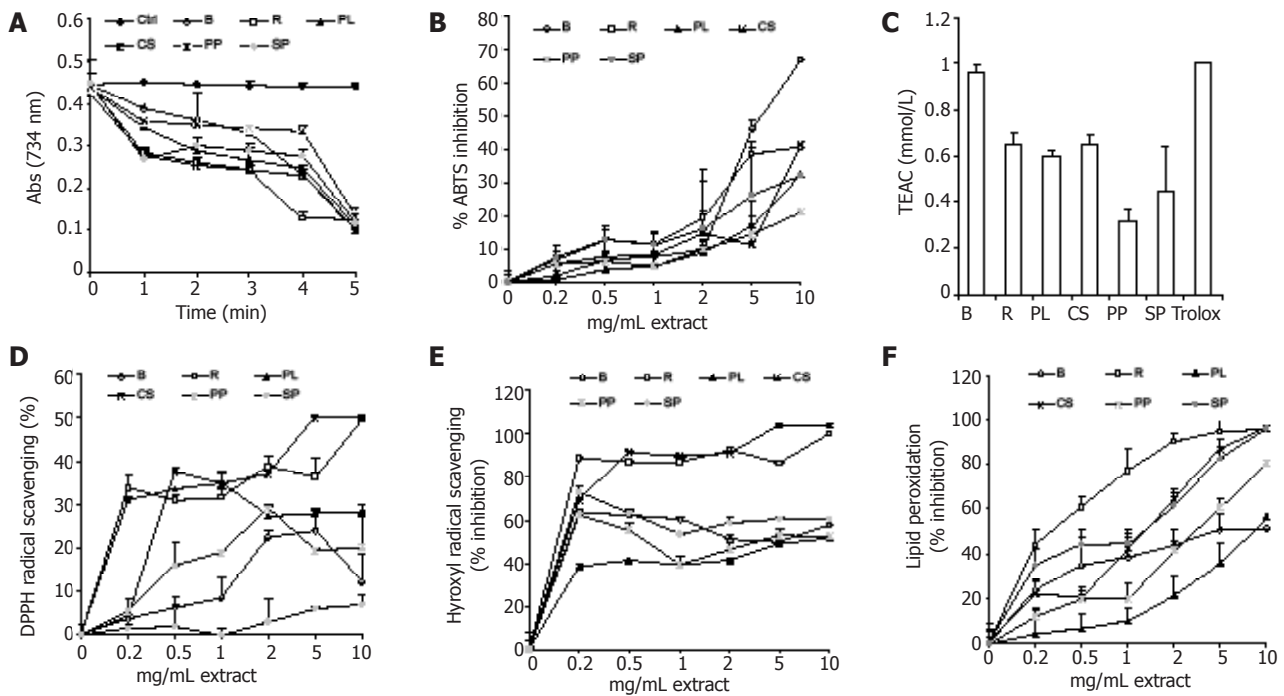 A
Ctrl B R PL
CS PP SP
Abs (734 nm)
0.6
0.5
0.4
0.3
0.2
0.1
0
0 1 2 3 4 5
Time (min)
B
B R PL CS
PP SP
% ABTS inhibition
80
70
60
50
40
30
20
10
0
0 0.2 0.5 1 2 5 10
mg/mL extract
C
TEAC (mmol/L)
1.2
1
0.8
0.6
0.4
0.2
0
B R PL CS PP SP Trolox
D
B R PL
CS PP SP
DPPH radical scavenging (%)
60
50
40
30
20
10
0
0 0.2 0.5 1 2 5 10
mg/mL extract
E
B R PL CS
PP SP
Hyroxyl radical scavenging
(% inhibition)
120
100
80
60
40
20
0
0 0.2 0.5 1 2 5 10
mg/mL extract
F
B R PL
CS PP SP
Lipid peroxidation
(% inhibition)
120
100
80
60
40
20
0
0 0.2 0.5 1 2 5 10
mg/mL extract